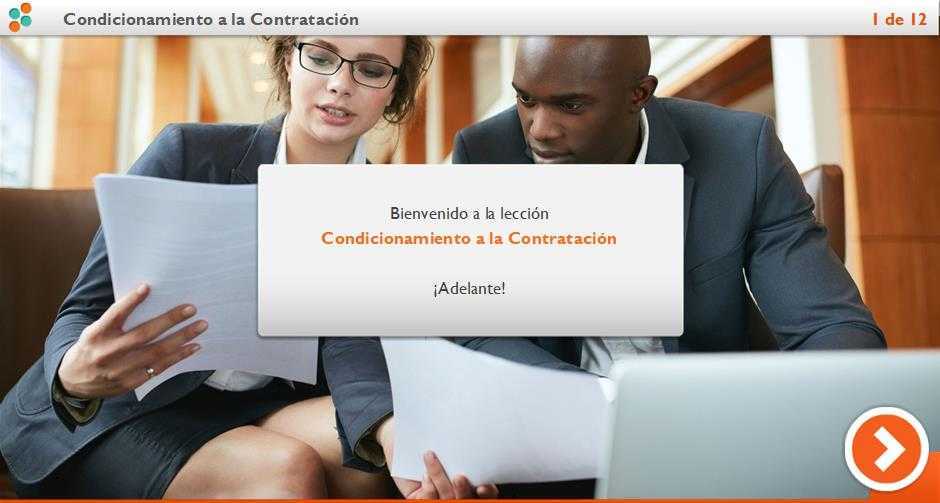 Condicionamiento a la Contratación
1 de 12
Bienvenido a la lección
Condicionamiento a la Contratación
¡Adelante!